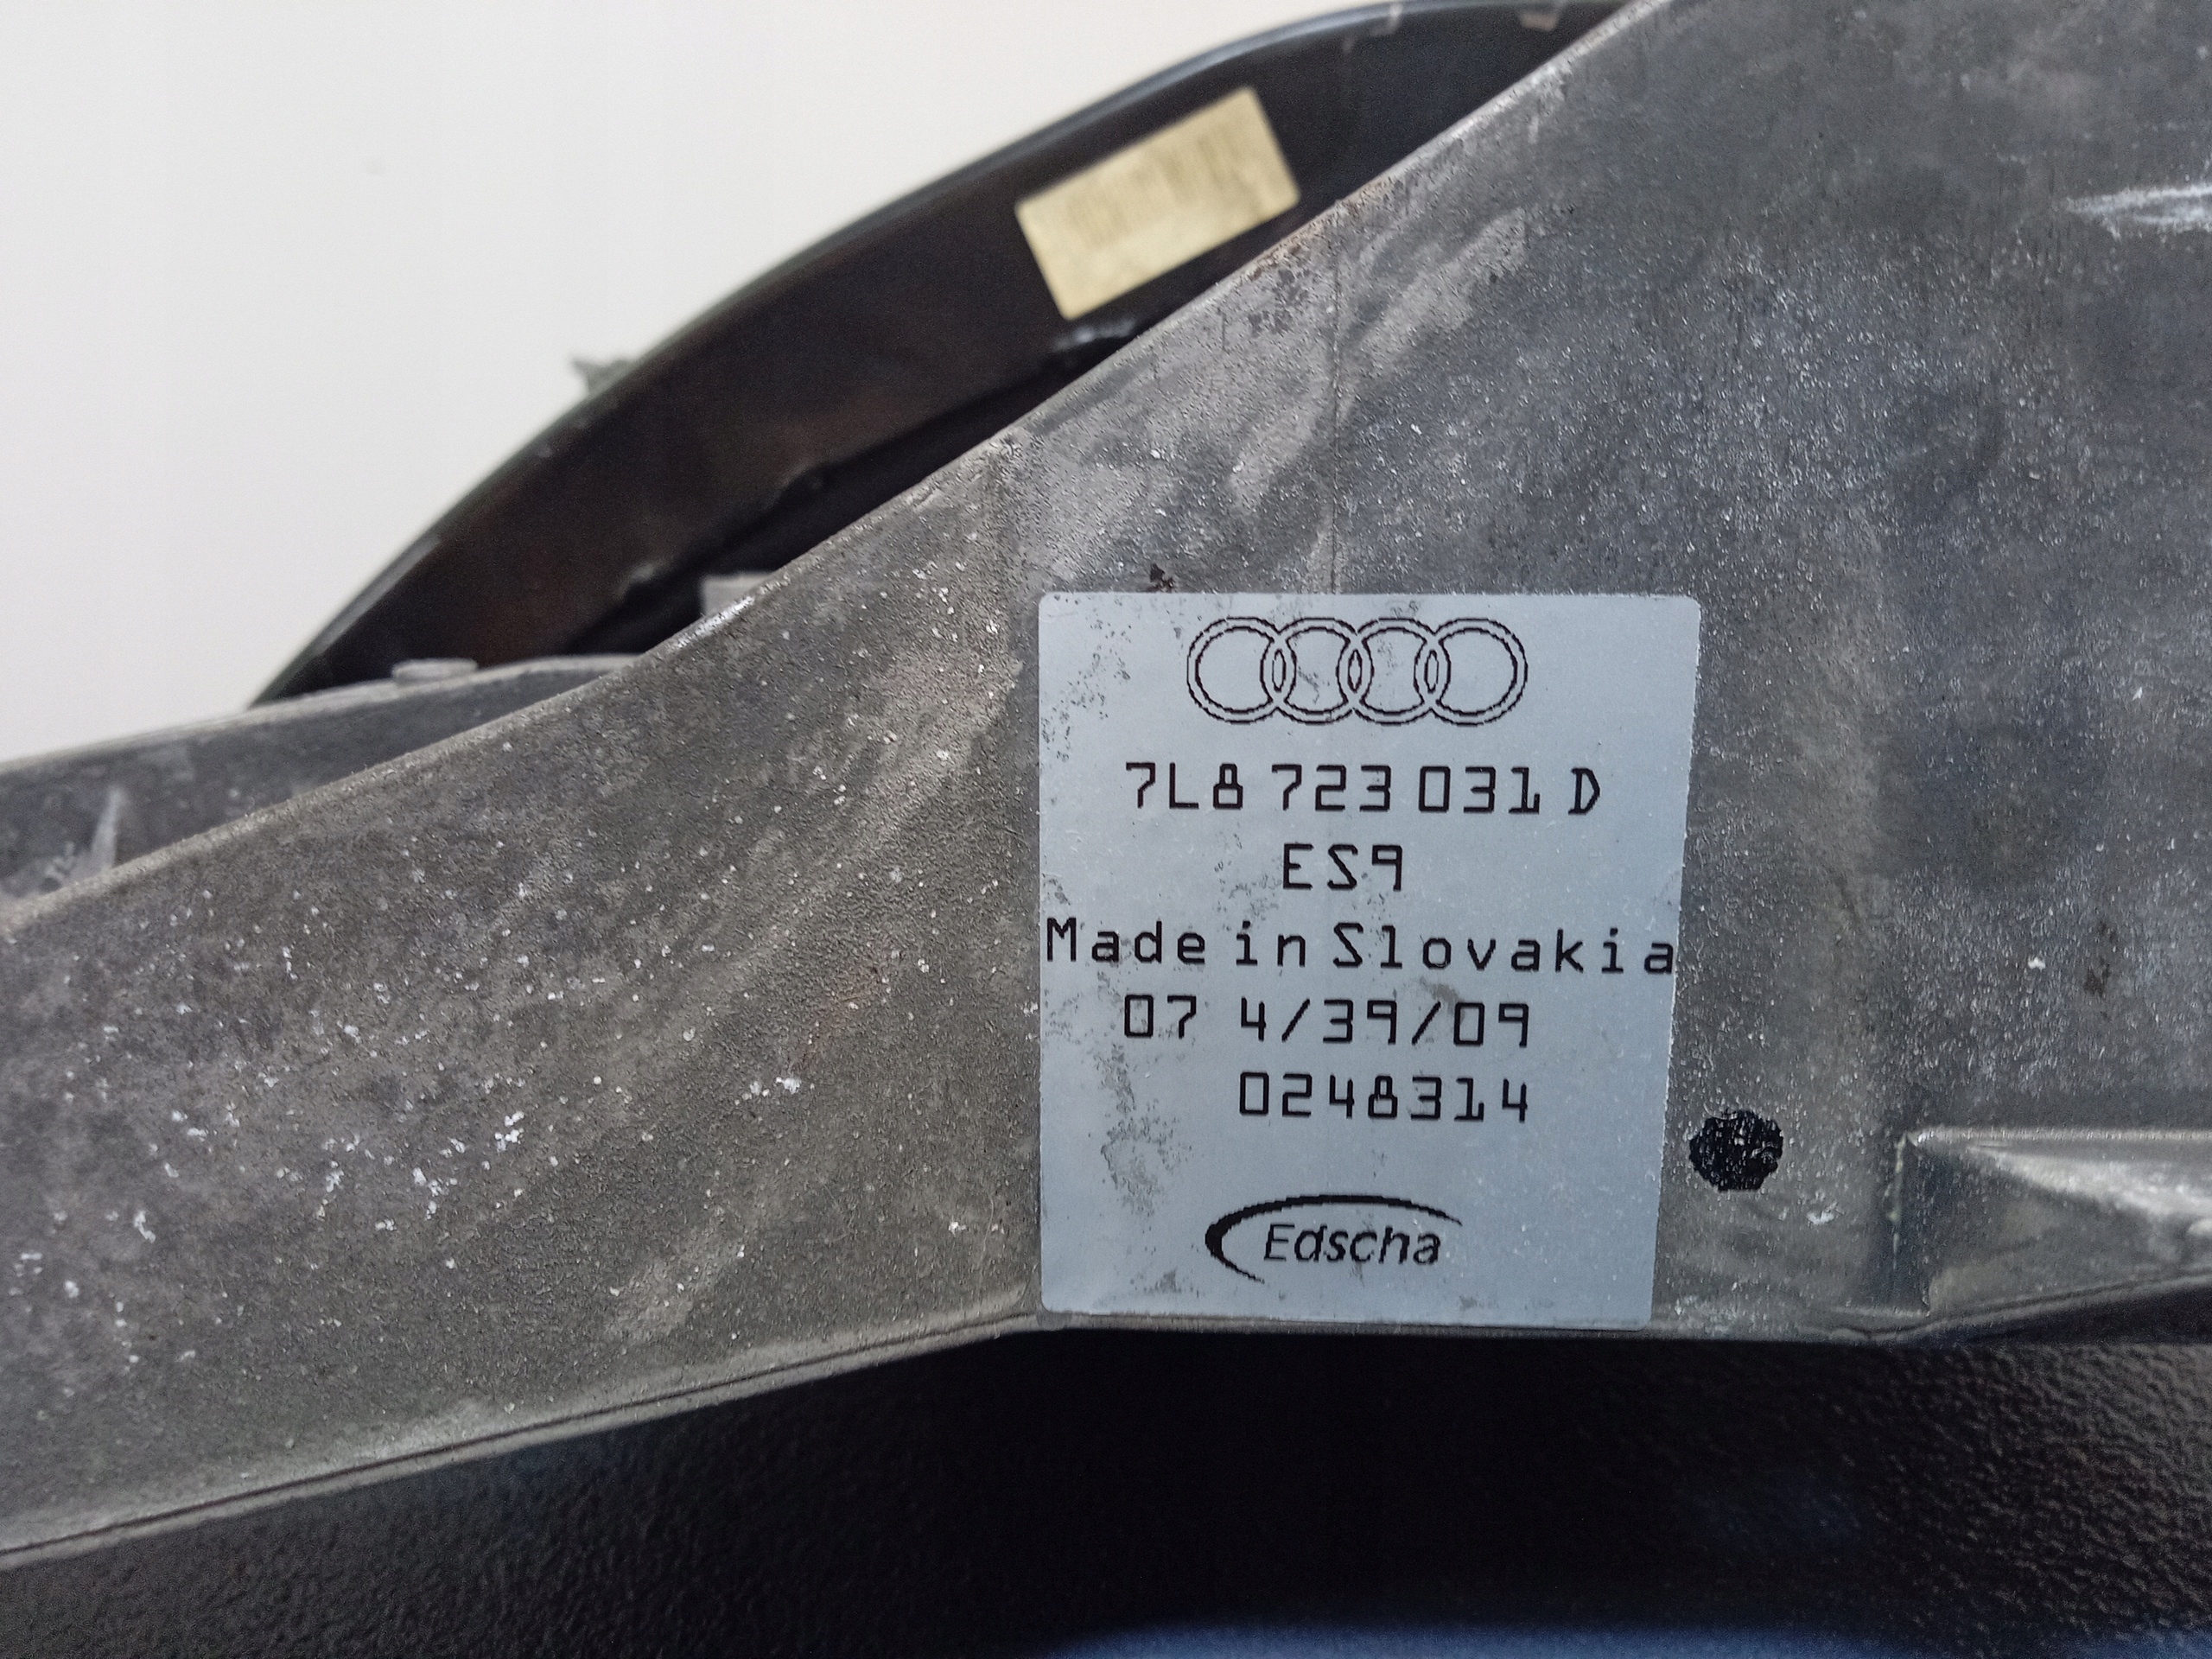 7L8 723 031 D
ES9
Made in Slovakia
07 4/39/09
0248314
Edscha